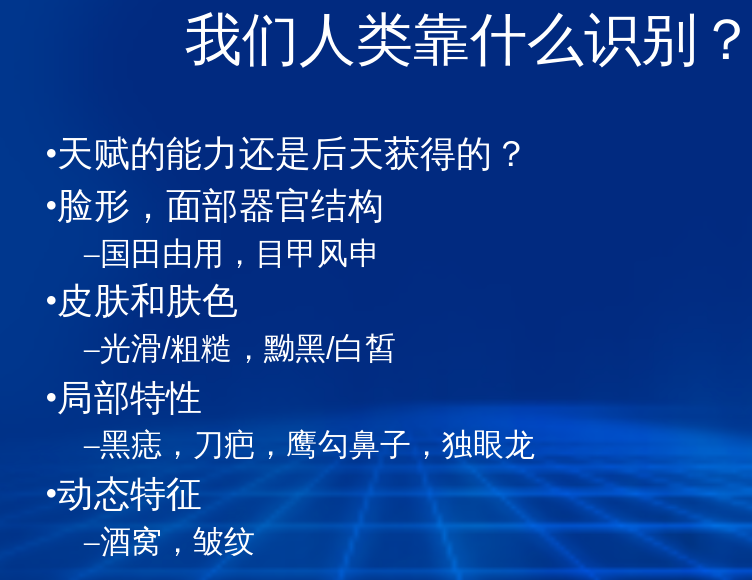 我们人类靠什么识别？
•天赋的能力还是后天获得的？
•脸形，面部器官结构
–国田由用，目甲风申
•皮肤和肤色
–光滑/粗糙，黝黑/白皙
•局部特性
–黑痣，刀疤，鹰勾鼻子，独眼龙
•动态特征
–酒窝，皱纹